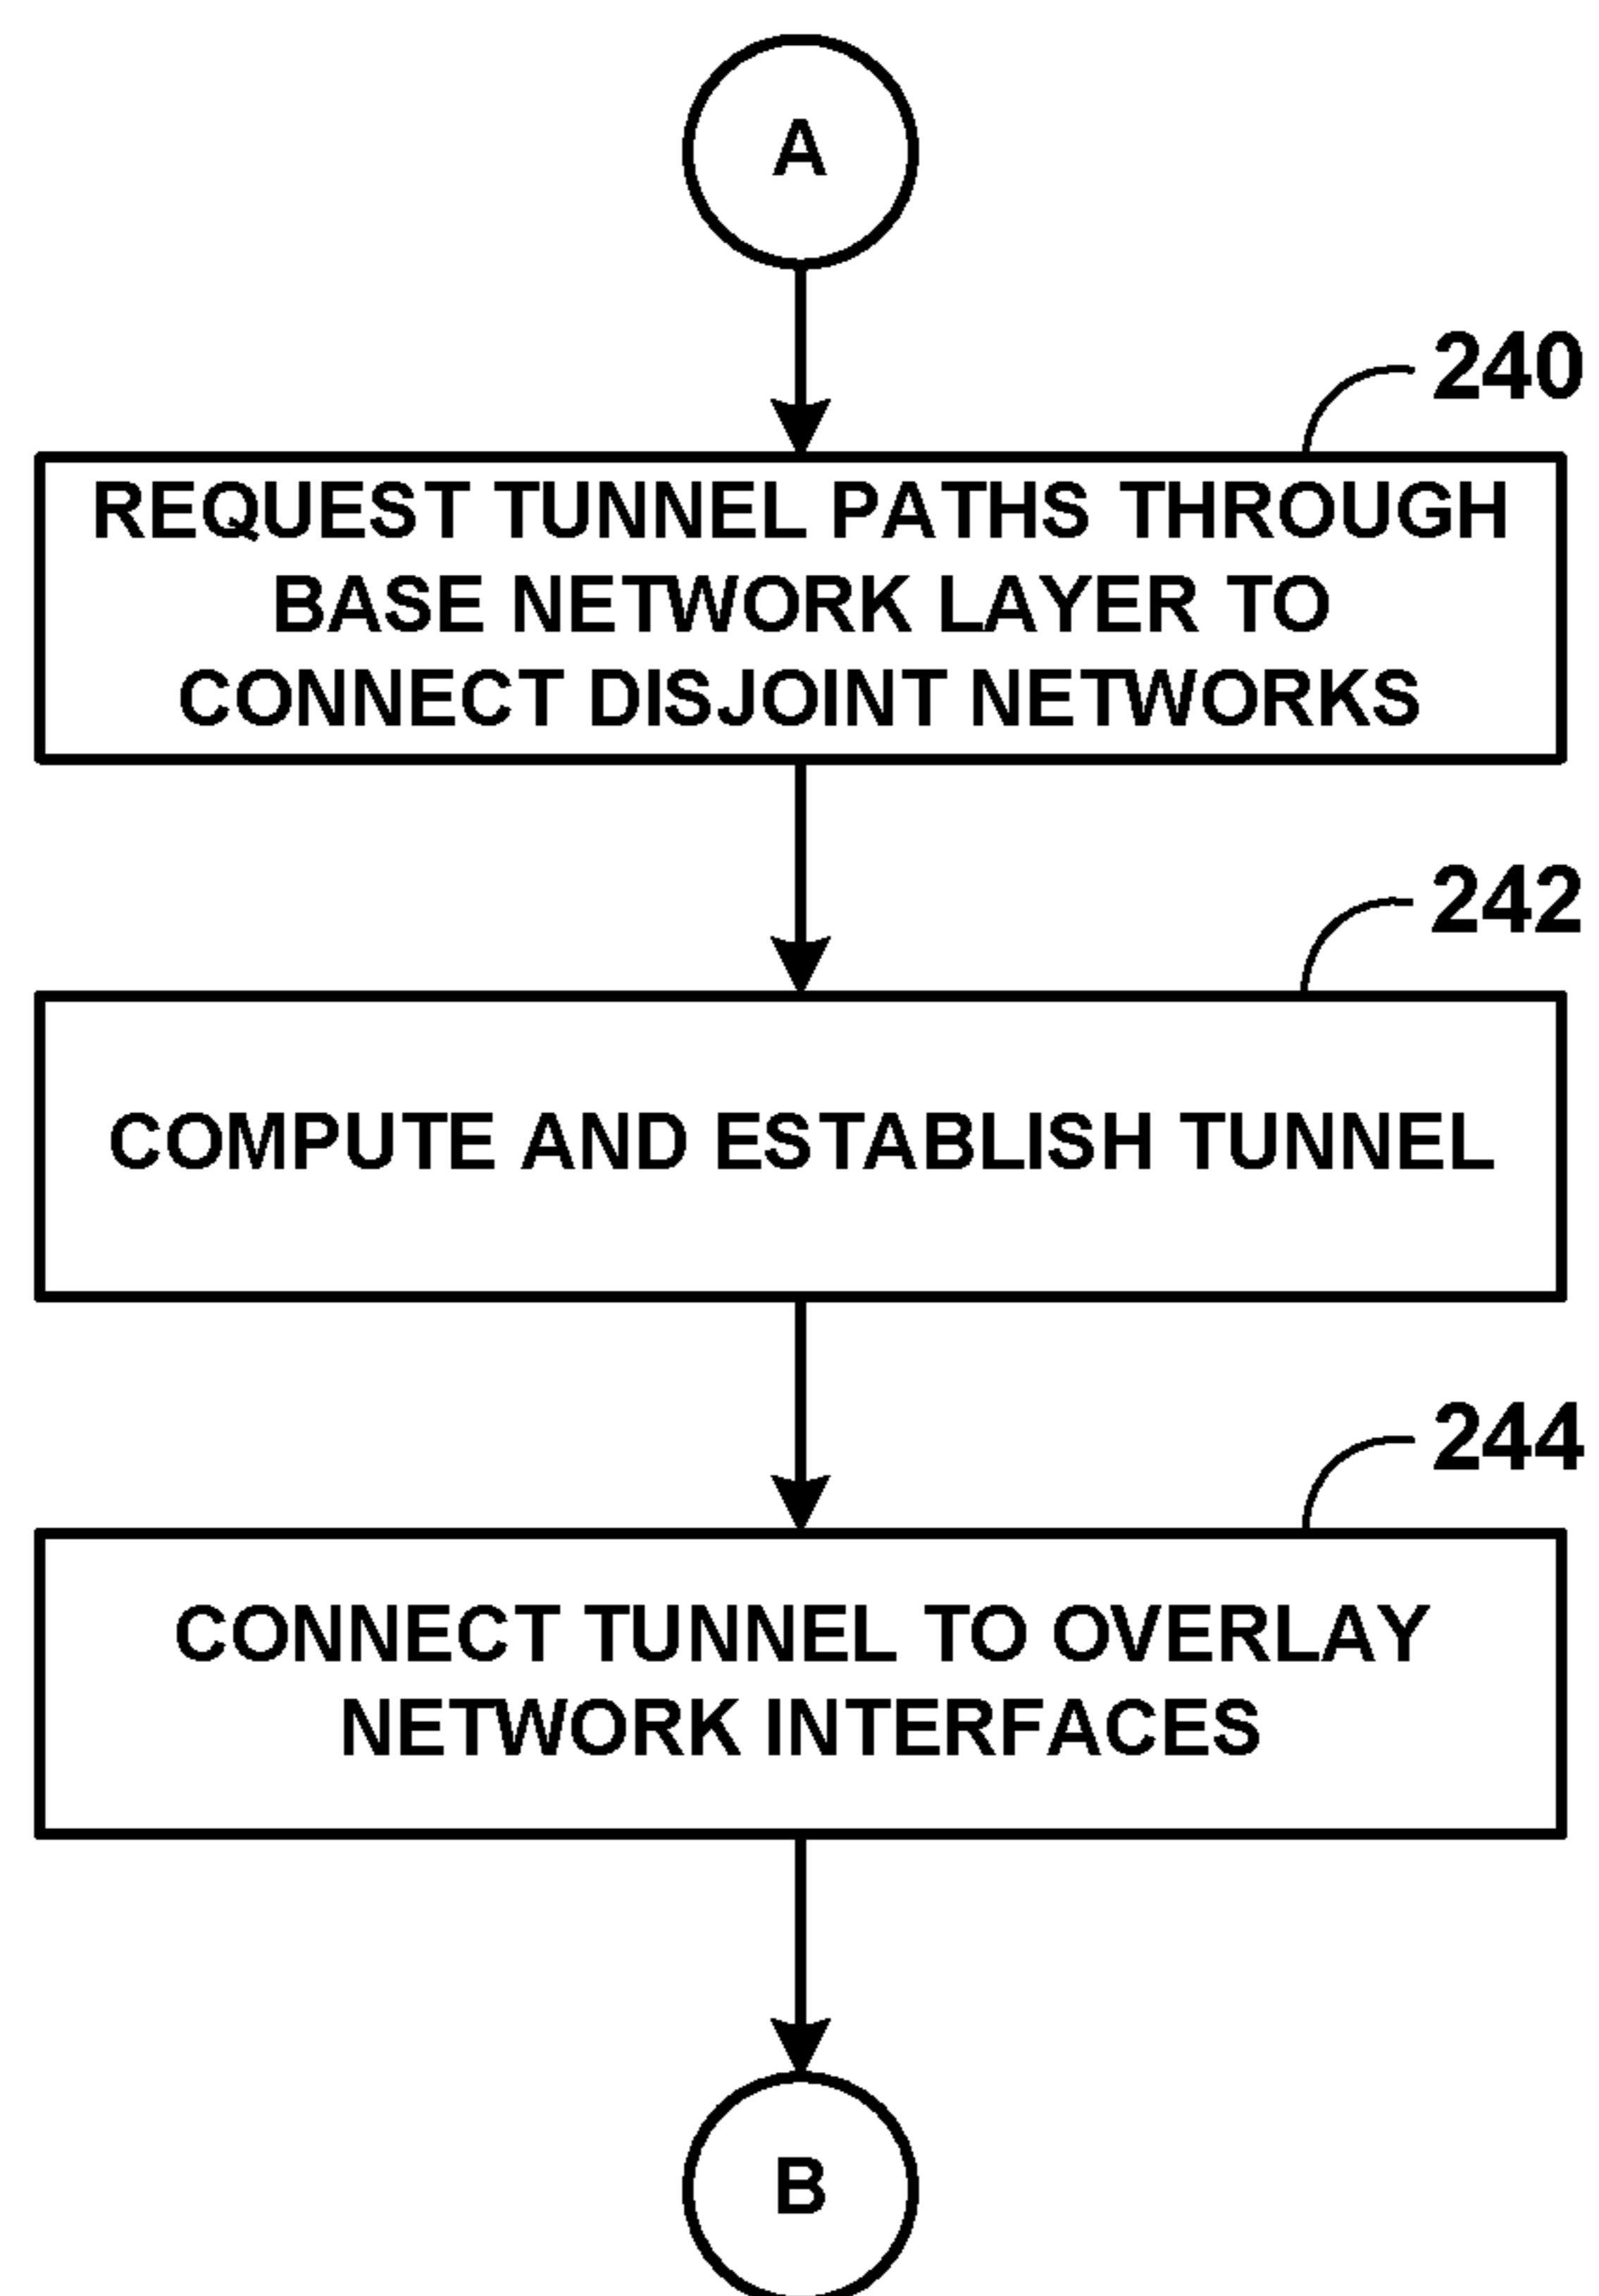 A
240
REQUEST TUNNEL PATHS THROUGH
BASE NETWORK LAYER TO
CONNECT DISJOINT NETWORKS
242
COMPUTE AND ESTABLISH TUNNEL
244
CONNECT TUNNEL TO OVERLAY
NETWORK INTERFACES
B